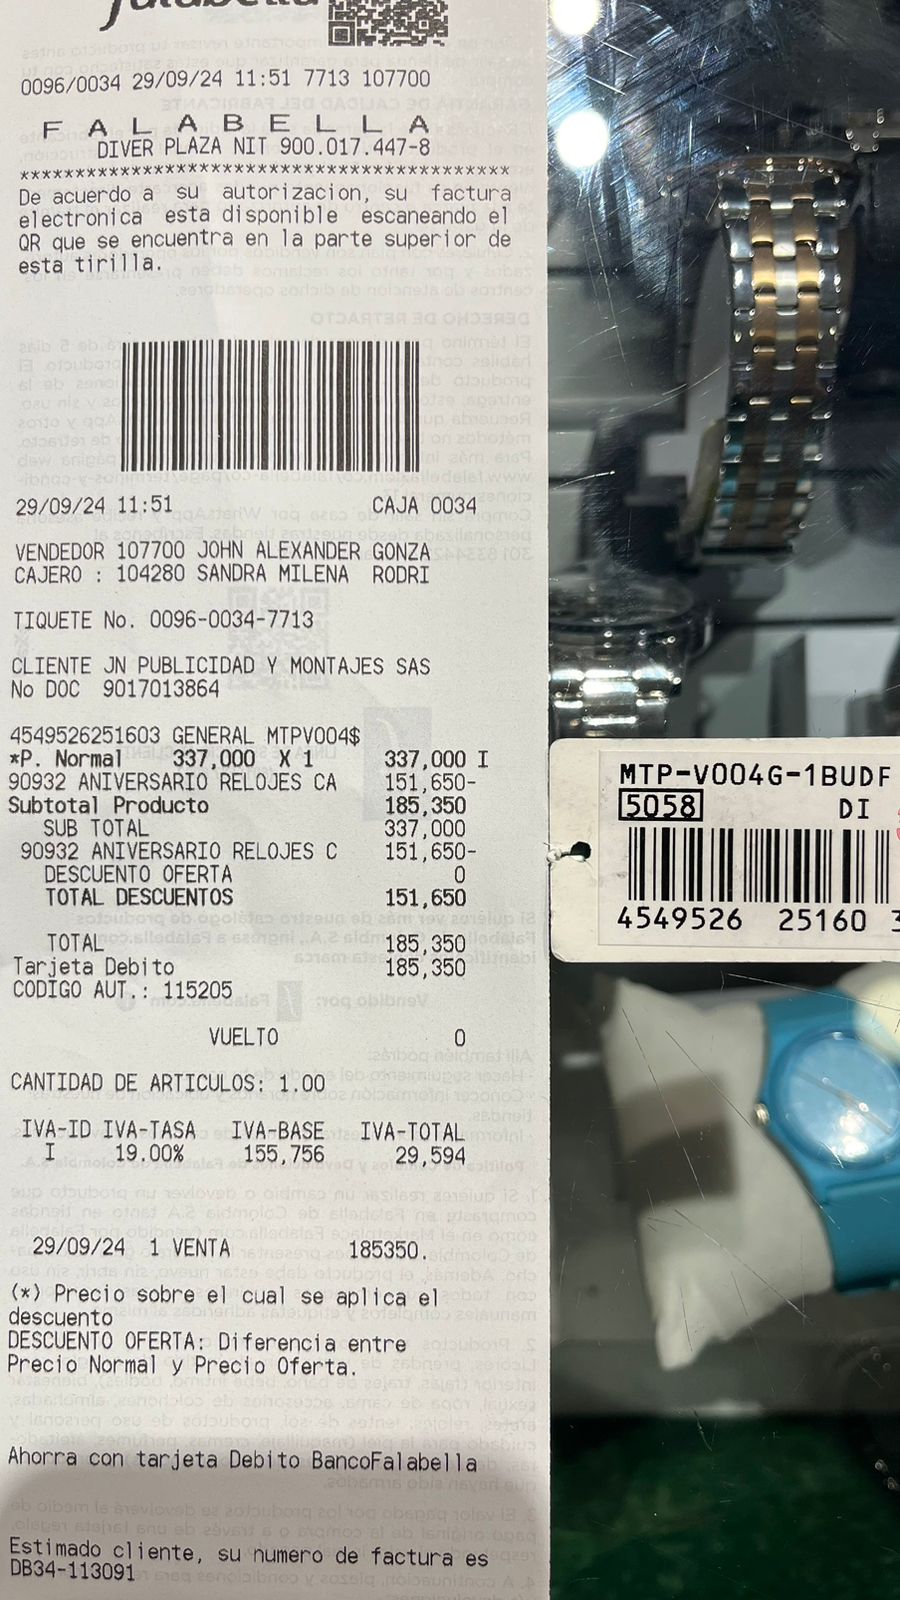 falabella
0096/0034 29/09/24 11:51 7713 107700
F A L A B E L L A
DIVER PLAZA NIT 900.017.447-8
******************************************
De acuerdo a su autorizacion, su factura
electronica esta disponible escaneando el
QR que se encuentra en la parte superior de
esta tirilla.
29/09/24 11:51 CAJA 0034
VENDEDOR 107700 JOHN ALEXANDER GONZA
CAJERO : 104280 SANDRA MILENA RODRI
TIQUETE No. 0096-0034-7713
CLIENTE JN PUBLICIDAD Y MONTAJES SAS
No DOC 9017013864
4549526251603 GENERAL MTPV004$
*P. Normal 337,000 X 1 337,000 I
90932 ANIVERSARIO RELOJES CA 151,650-
Subtotal Producto 185,350
SUB TOTAL 337,000
90932 ANIVERSARIO RELOJES C 151,650-
DESCUENTO OFERTA 0
TOTAL DESCUENTOS 151,650
TOTAL 185,350
Tarjeta Debito 185,350
CODIGO AUT.: 115205
VUELTO 0
CANTIDAD DE ARTICULOS: 1.00
IVA-ID IVA-TASA IVA-BASE IVA-TOTAL
I 19.00% 155,756 29,594
29/09/24 1 VENTA 185350.
(*) Precio sobre el cual se aplica el
descuento
DESCUENTO OFERTA: Diferencia entre
Precio Normal y Precio Oferta.
Ahorra con tarjeta Debito BancoFalabella
Estimado cliente, su numero de factura es
DB34-113091
MTP-V004G-1BUDF
5058 DI
4549526 25160 3